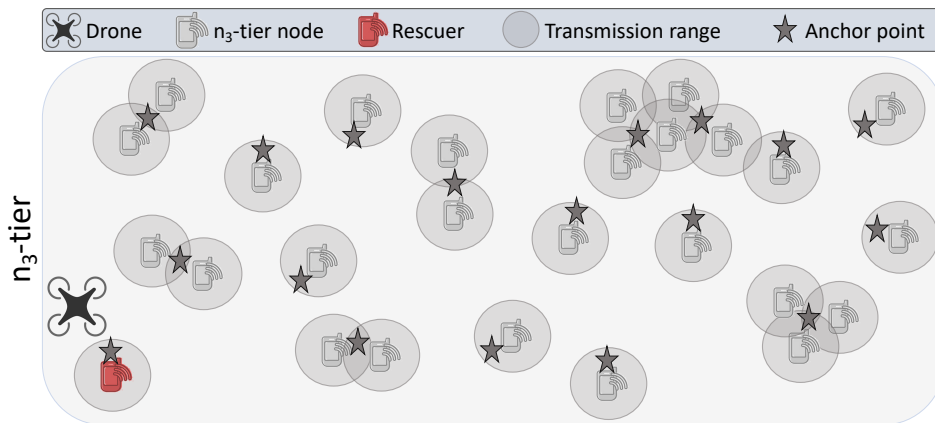 Drone n₃-tier node Rescuer Transmission range Anchor point
n₃-tier